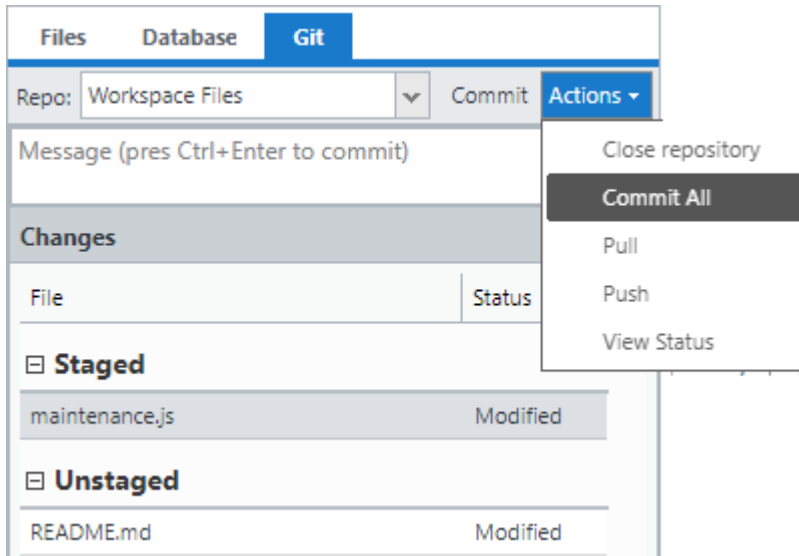 Files Database Git
Repo: Workspace Files Commit Actions
Message (pres Ctrl+Enter to commit)
Close repository
Commit All
Pull
Push
View Status
Changes
File Status
Staged
maintenance.js Modified
Unstaged
README.md Modified